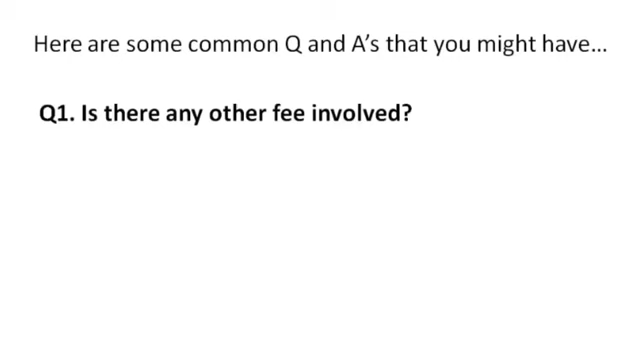 Here are some common Q and A’s that you might have…
Q1. Is there any other fee involved?